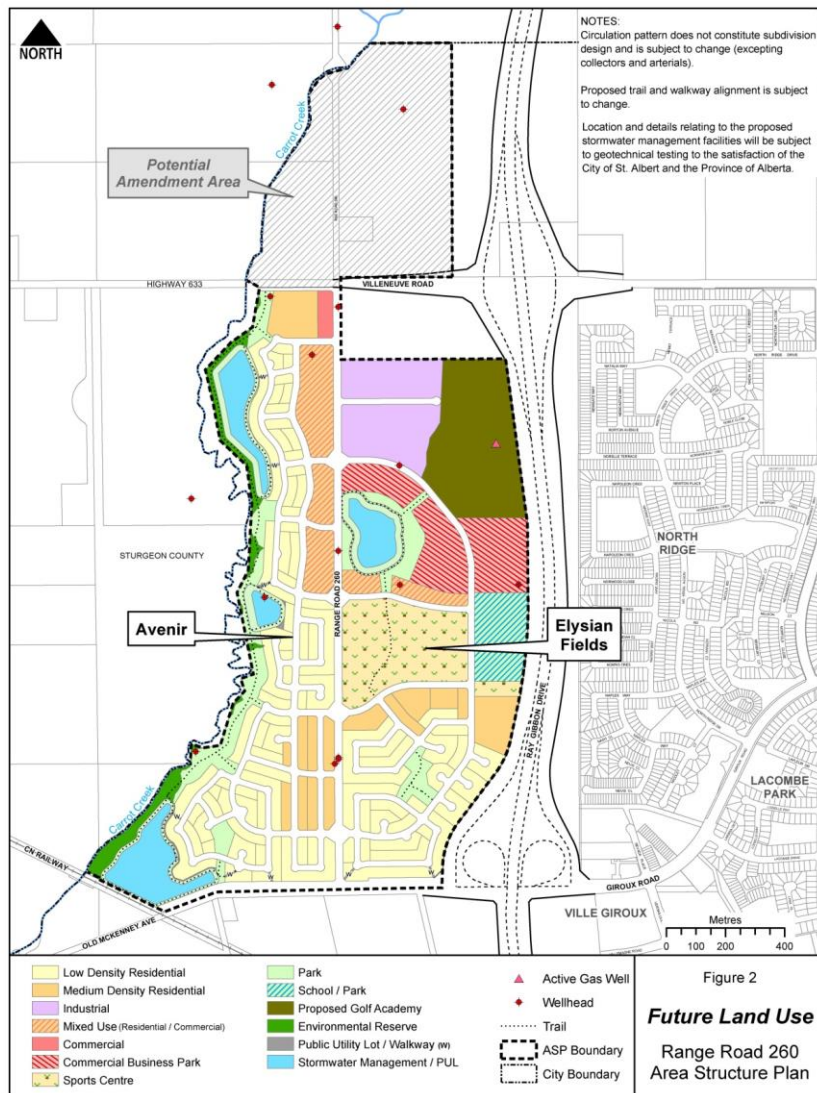 NORTH
NOTES:
Circulation pattern does not constitute subdivision
design and is subject to change (excepting
collectors and arterials).
Proposed trail and walkway alignment is subject
to change.
Location and details relating to the proposed
stormwater management facilities will be subject
to geotechnical testing to the satisfaction of the
City of St. Albert and the Province of Alberta.
Carrot Creek
Potential
Amendment Area
HIGHWAY 633
VILLENEUVE ROAD
NORTH RIDGE DRIVE
NORTH
RIDGE
STURGEON COUNTY
RANGE ROAD 260
Avenir
Elysian
Fields
RAY GIBBON DRIVE
LACOMBE
PARK
Carrot Creek
CN RAILWAY
OLD MCKENNEY AVE
GIROUX ROAD
VILLE GIROUX
Metres
0 100 200 400
Low Density Residential
Medium Density Residential
Industrial
Mixed Use (Residential / Commercial)
Commercial
Commercial Business Park
Sports Centre
Park
School / Park
Proposed Golf Academy
Environmental Reserve
Public Utility Lot / Walkway (W)
Stormwater Management / PUL
Active Gas Well
Wellhead
Trail
ASP Boundary
City Boundary
Figure 2
Future Land Use
Range Road 260
Area Structure Plan